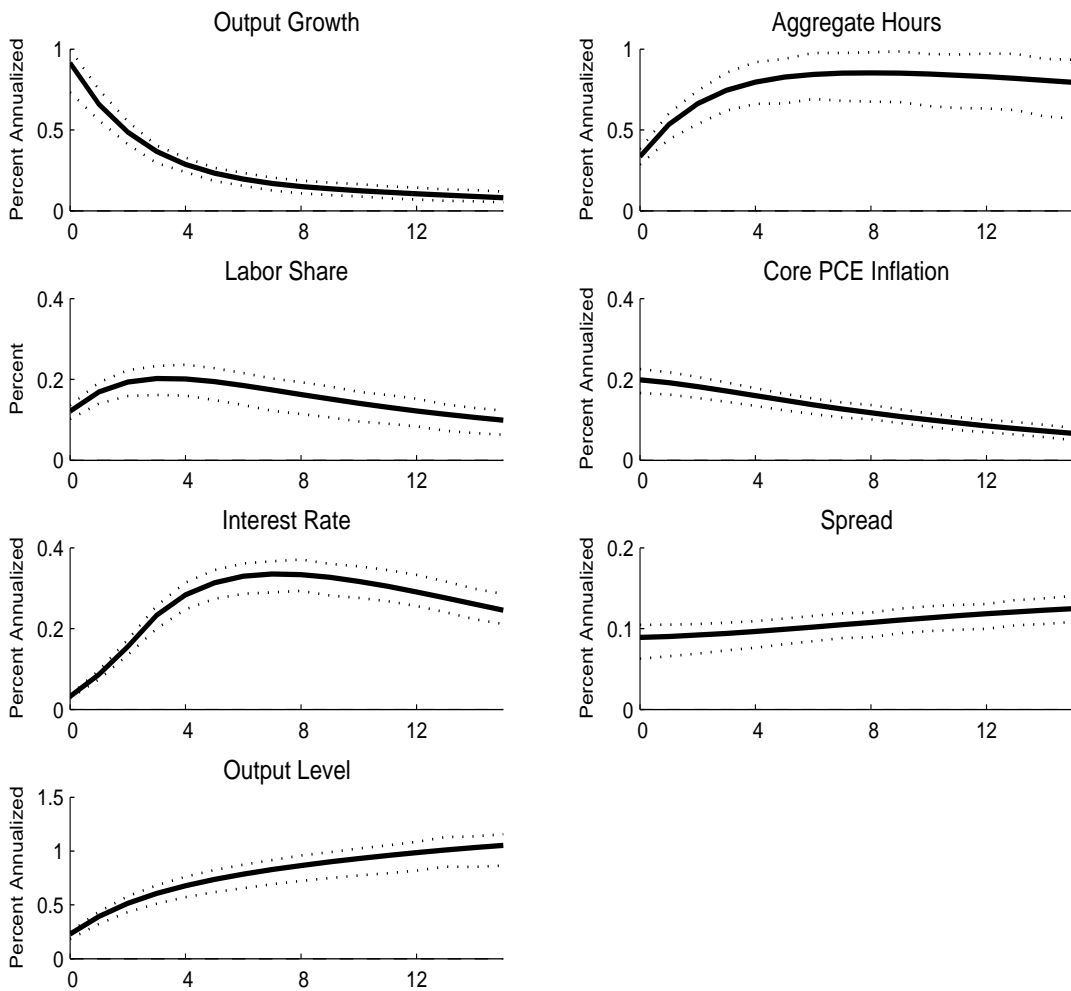 Output Growth
Percent Annualized
1
0.5
0
0 4 8 12
Aggregate Hours
Percent Annualized
1
0.5
0
0 4 8 12
Labor Share
Percent
0.4
0.2
0
0 4 8 12
Core PCE Inflation
Percent Annualized
0.4
0.2
0
0 4 8 12
Interest Rate
Percent Annualized
0.4
0.2
0
0 4 8 12
Spread
Percent Annualized
0.2
0.1
0
0 4 8 12
Output Level
Percent Annualized
1.5
1
0.5
0
0 4 8 12